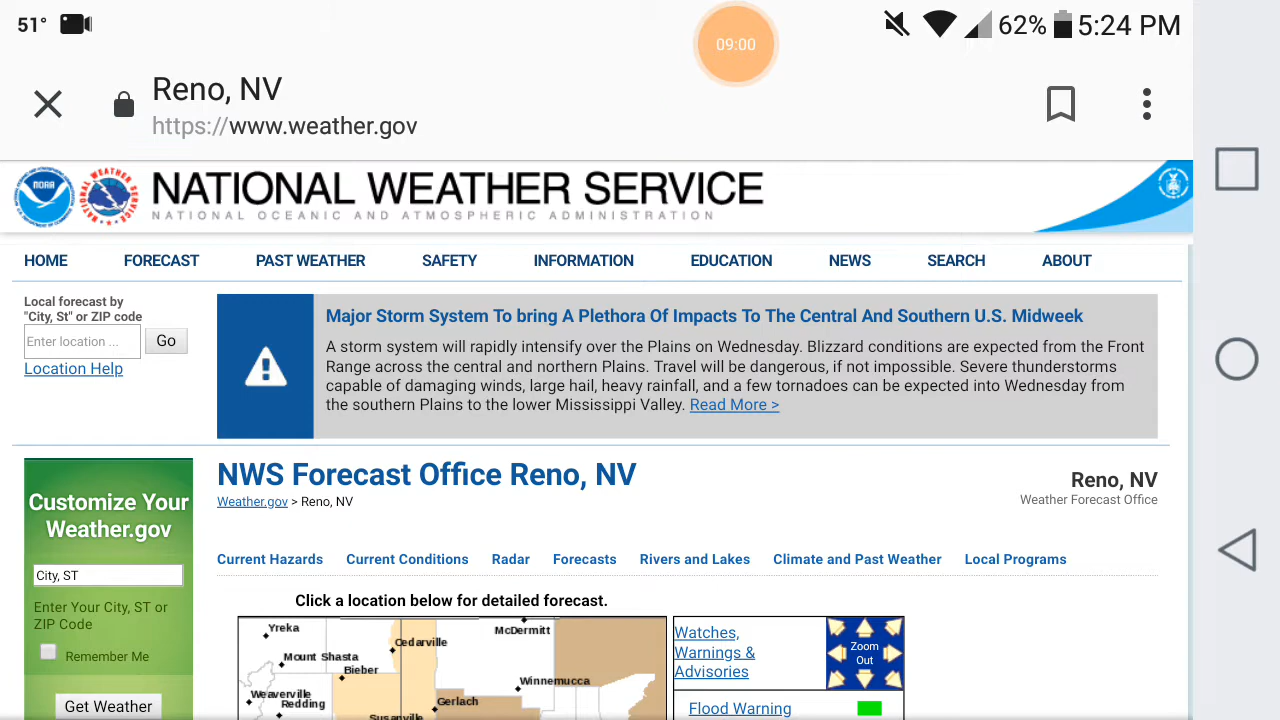 51°
09:00
62%
5:24 PM
Reno, NV
https://www.weather.gov
NOAA
NATIONAL WEATHER SERVICE
NATIONAL OCEANIC AND ATMOSPHERIC ADMINISTRATION
HOME FORECAST PAST WEATHER SAFETY INFORMATION EDUCATION NEWS SEARCH ABOUT
Local forecast by
"City, St" or ZIP code
Enter location ...
Go
Location Help
Major Storm System To bring A Plethora Of Impacts To The Central And Southern U.S. Midweek
A storm system will rapidly intensify over the Plains on Wednesday. Blizzard conditions are expected from the Front
Range across the central and northern Plains. Travel will be dangerous, if not impossible. Severe thunderstorms
capable of damaging winds, large hail, heavy rainfall, and a few tornadoes can be expected into Wednesday from
the southern Plains to the lower Mississippi Valley. Read More >
Customize Your
Weather.gov
City, ST
Enter Your City, ST or
ZIP Code
Remember Me
Get Weather
NWS Forecast Office Reno, NV
Weather.gov > Reno, NV
Reno, NV
Weather Forecast Office
Current Hazards Current Conditions Radar Forecasts Rivers and Lakes Climate and Past Weather Local Programs
Click a location below for detailed forecast.
Yreka
McDermitt
Cedarville
Mount Shasta
Bieber
Winnemucca
Weaverville
Redding
Gerlach
Susanville
Watches,
Warnings &
Advisories
Zoom
Out
Flood Warning